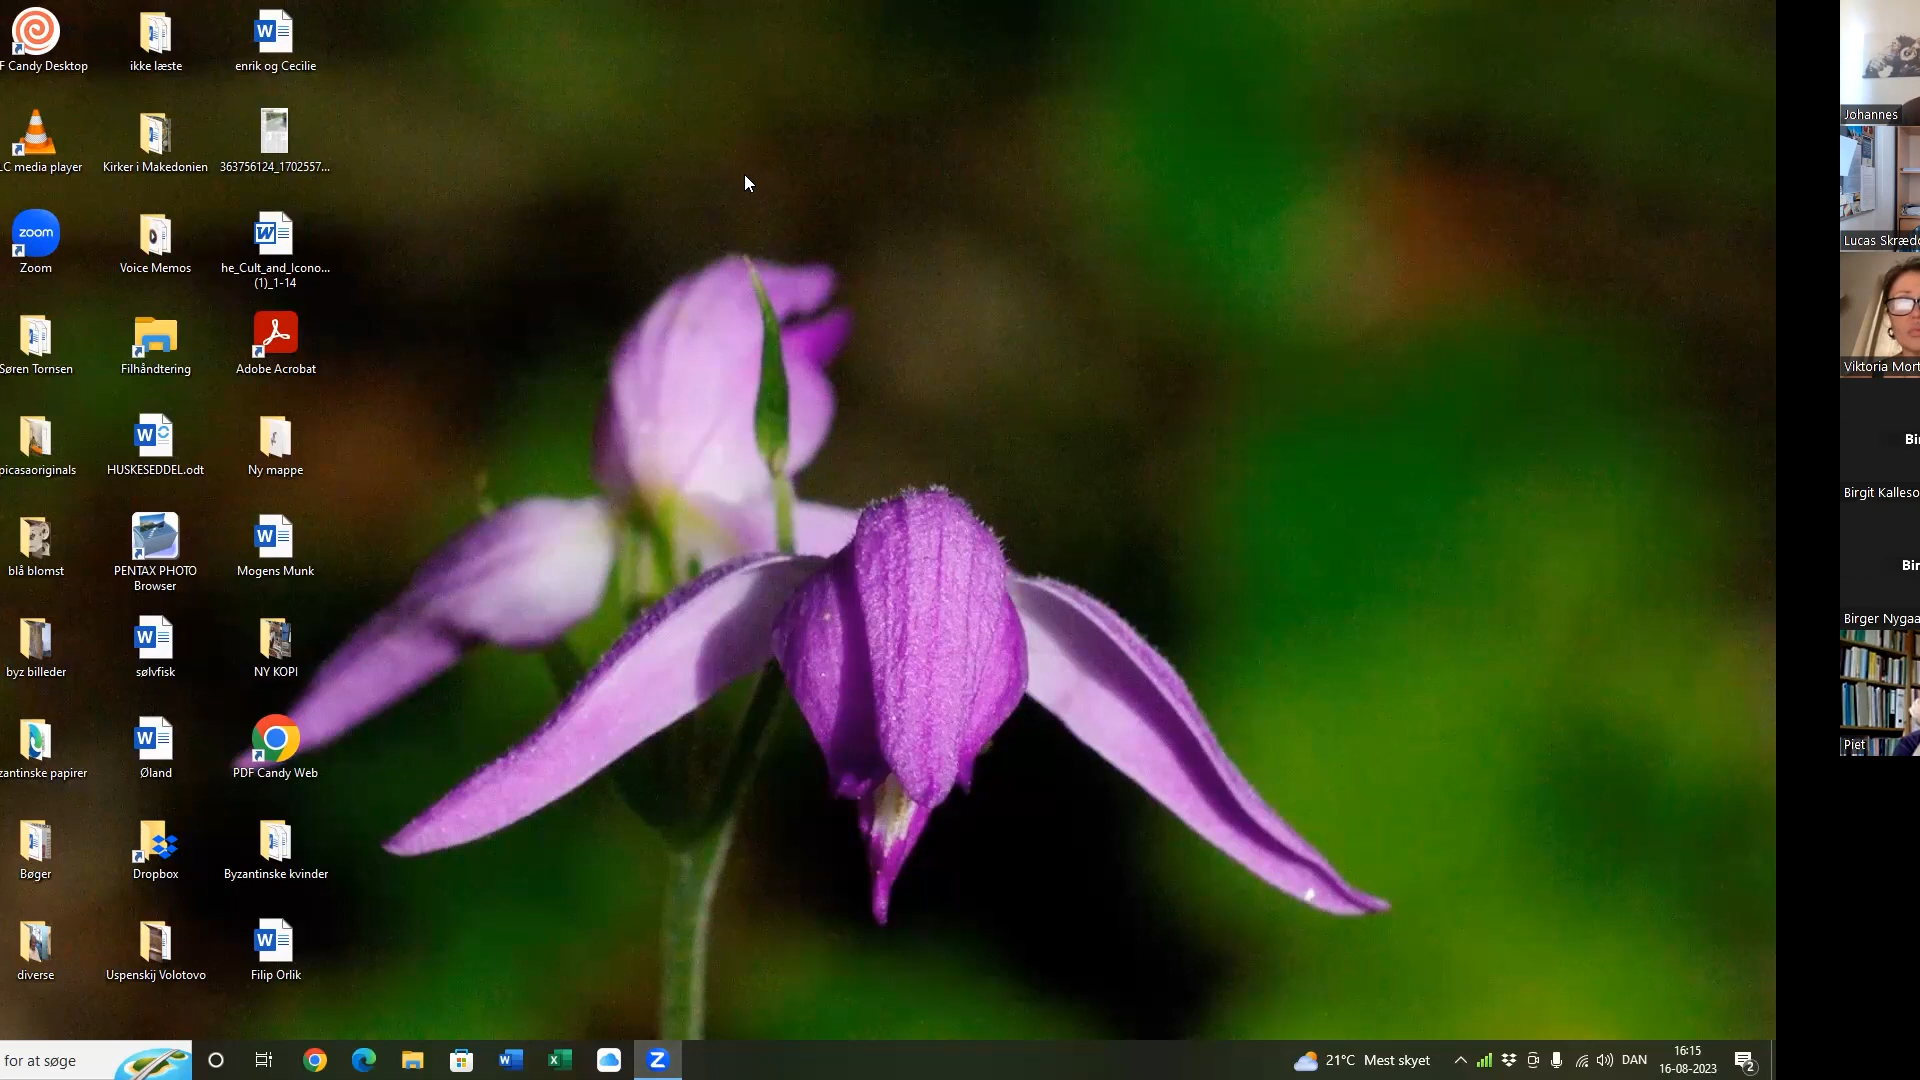 F Candy Desktop
ikke læste
enrik og Cecilie
LC media player
Kirker i Makedonien
363756124_1702557...
zoom
Zoom
Voice Memos
he_Cult_and_Icono...
(1)_1-14
Søren Tornsen
Filhåndtering
Adobe Acrobat
picasaoriginals
HUSKESEDDEL.odt
Ny mappe
blå blomst
PENTAX PHOTO
Browser
Mogens Munk
byz billeder
sølvfisk
NY KOPI
zantinske papirer
Øland
PDF Candy Web
Bøger
Dropbox
Byzantinske kvinder
diverse
Uspenskij Volotovo
Filip Orlik
Johannes
Lucas Skrædd
Viktoria Mort
Bir
Birgit Kalleso
Bir
Birger Nygaa
Piet
for at søge
21°C Mest skyet
DAN
16:15
16-08-2023
2